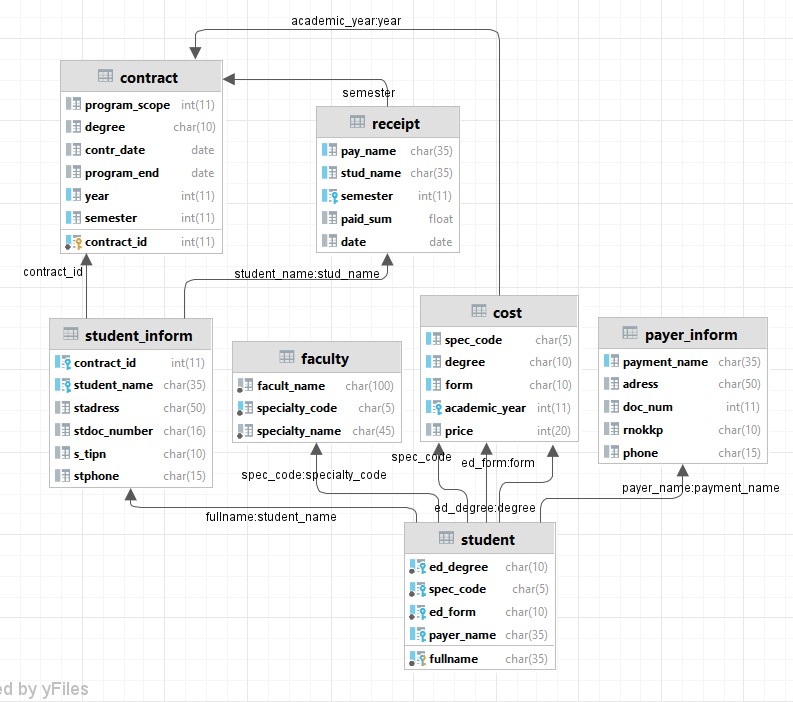 academic_year:year
contract
program_scope int(11)
degree char(10)
contr_date date
program_end date
year int(11)
semester int(11)
contract_id int(11)
semester
receipt
pay_name char(35)
stud_name char(35)
semester int(11)
paid_sum float
date date
contract_id
student_name:stud_name
student_inform
contract_id int(11)
student_name char(35)
stadress char(50)
stdoc_number char(16)
s_tipn char(10)
stphone char(15)
faculty
facult_name char(100)
specialty_code char(5)
specialty_name char(45)
cost
spec_code char(5)
degree char(10)
form char(10)
academic_year int(11)
price int(20)
payer_inform
payment_name char(35)
adress char(50)
doc_num int(11)
rnokkp char(10)
phone char(15)
spec_code
ed_form:form
spec_code:specialty_code
payer_name:payment_name
ed_degree:degree
fullname:student_name
student
ed_degree char(10)
spec_code char(5)
ed_form char(10)
payer_name char(35)
fullname char(35)
ed by yFiles